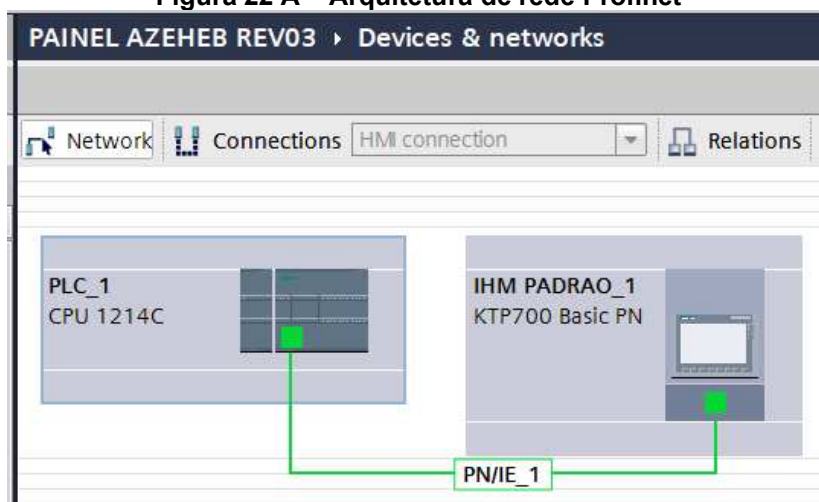 Figura 22 A – Arquitetura de rede Profinet
PAINEL AZEHEB REV03 › Devices & networks
Network Connections HMI connection Relations
PLC_1
CPU 1214C
IHM PADRAO_1
KTP700 Basic PN
PN/IE_1